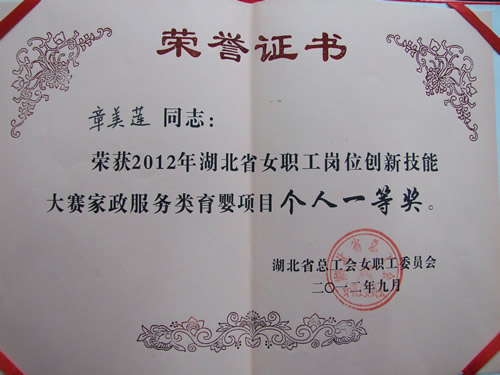 荣誉证书
章美莲 同志：
荣获2012年湖北省女职工岗位创新技能
大赛家政服务类育婴项目个人一等奖。
湖北省总工会女职工委员会
二〇一二年九月